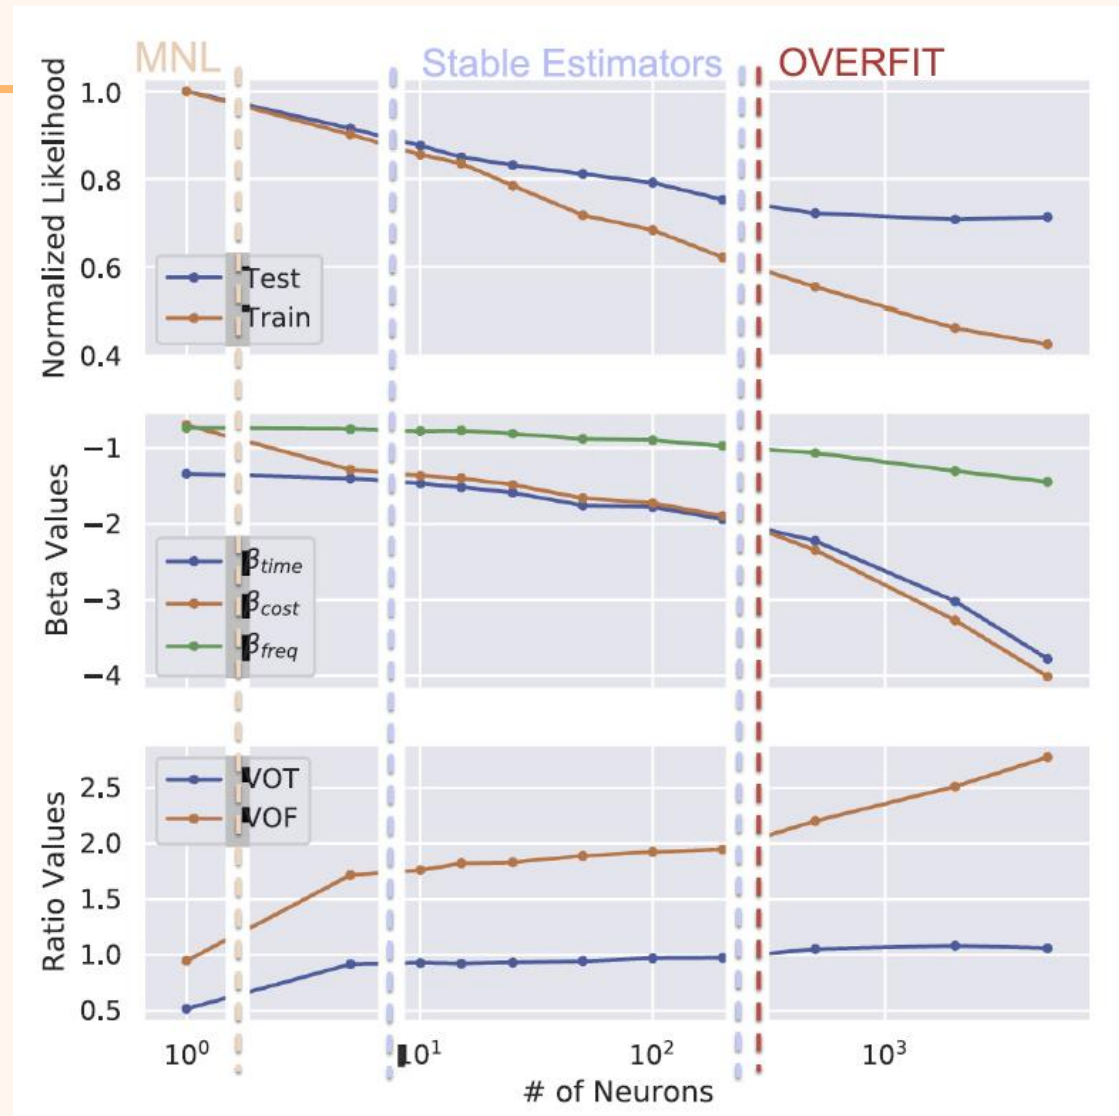 MNL
Stable Estimators
OVERFIT
Normalized Likelihood
1.0
0.8
0.6
0.4
Test
Train
Beta Values
−1
−2
−3
−4
βtime
βcost
βfreq
Ratio Values
2.5
2.0
1.5
1.0
0.5
VOT
VOF
10⁰
10¹
10²
10³
# of Neurons